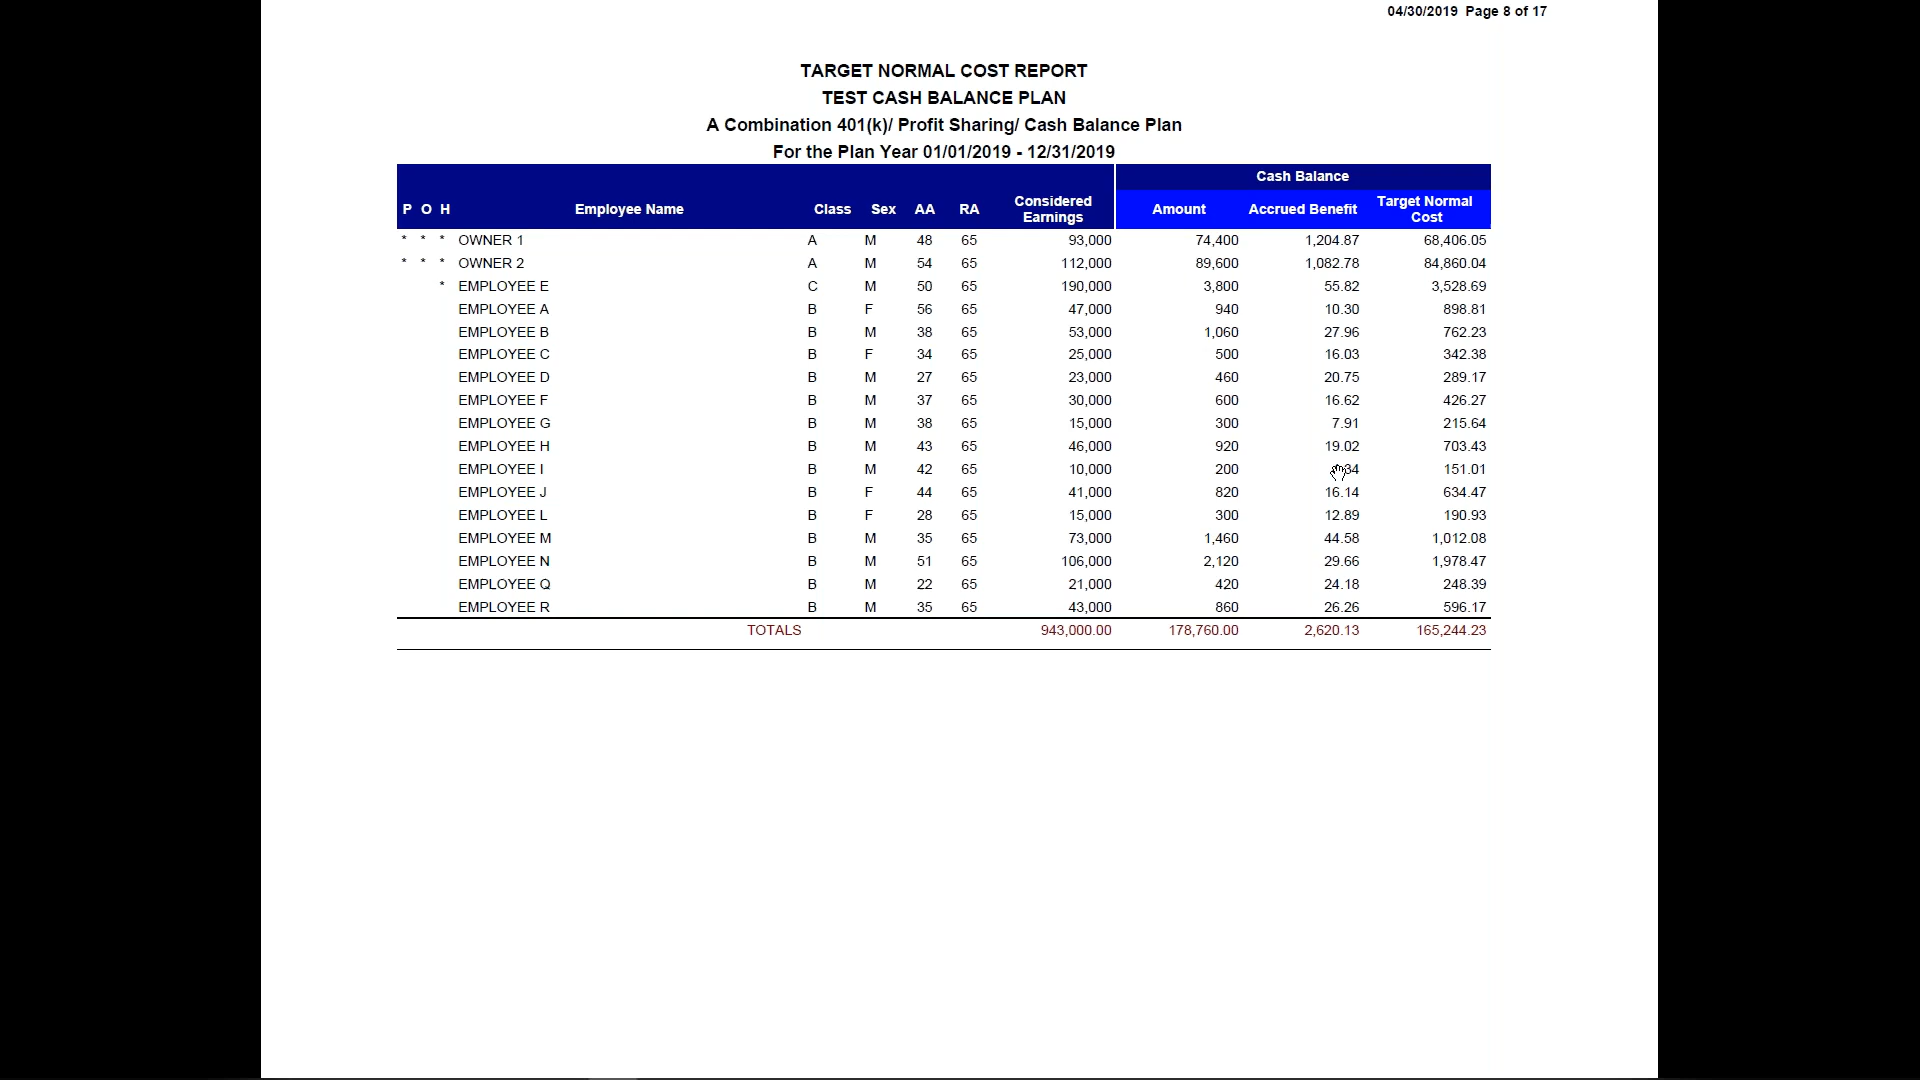 04/30/2019 Page 8 of 17
TARGET NORMAL COST REPORT
TEST CASH BALANCE PLAN
A Combination 401(k)/ Profit Sharing/ Cash Balance Plan
For the Plan Year 01/01/2019 - 12/31/2019
Cash Balance
P O H Employee Name Class Sex AA RA Considered Earnings Amount Accrued Benefit Target Normal Cost
* * * OWNER 1 A M 48 65 93,000 74,400 1,204.87 68,406.05
* * * OWNER 2 A M 54 65 112,000 89,600 1,082.78 84,860.04
* EMPLOYEE E C M 50 65 190,000 3,800 55.82 3,528.69
EMPLOYEE A B F 56 65 47,000 940 10.30 898.81
EMPLOYEE B B M 38 65 53,000 1,060 27.96 762.23
EMPLOYEE C B F 34 65 25,000 500 16.03 342.38
EMPLOYEE D B M 27 65 23,000 460 20.75 289.17
EMPLOYEE F B M 37 65 30,000 600 16.62 426.27
EMPLOYEE G B M 38 65 15,000 300 7.91 215.64
EMPLOYEE H B M 43 65 46,000 920 19.02 703.43
EMPLOYEE I B M 42 65 10,000 200 151.01
EMPLOYEE J B F 44 65 41,000 820 16.14 634.47
EMPLOYEE L B F 28 65 15,000 300 12.89 190.93
EMPLOYEE M B M 35 65 73,000 1,460 44.58 1,012.08
EMPLOYEE N B M 51 65 106,000 2,120 29.66 1,978.47
EMPLOYEE Q B M 22 65 21,000 420 24.18 248.39
EMPLOYEE R B M 35 65 43,000 860 26.26 596.17
TOTALS 943,000.00 178,760.00 2,620.13 165,244.23